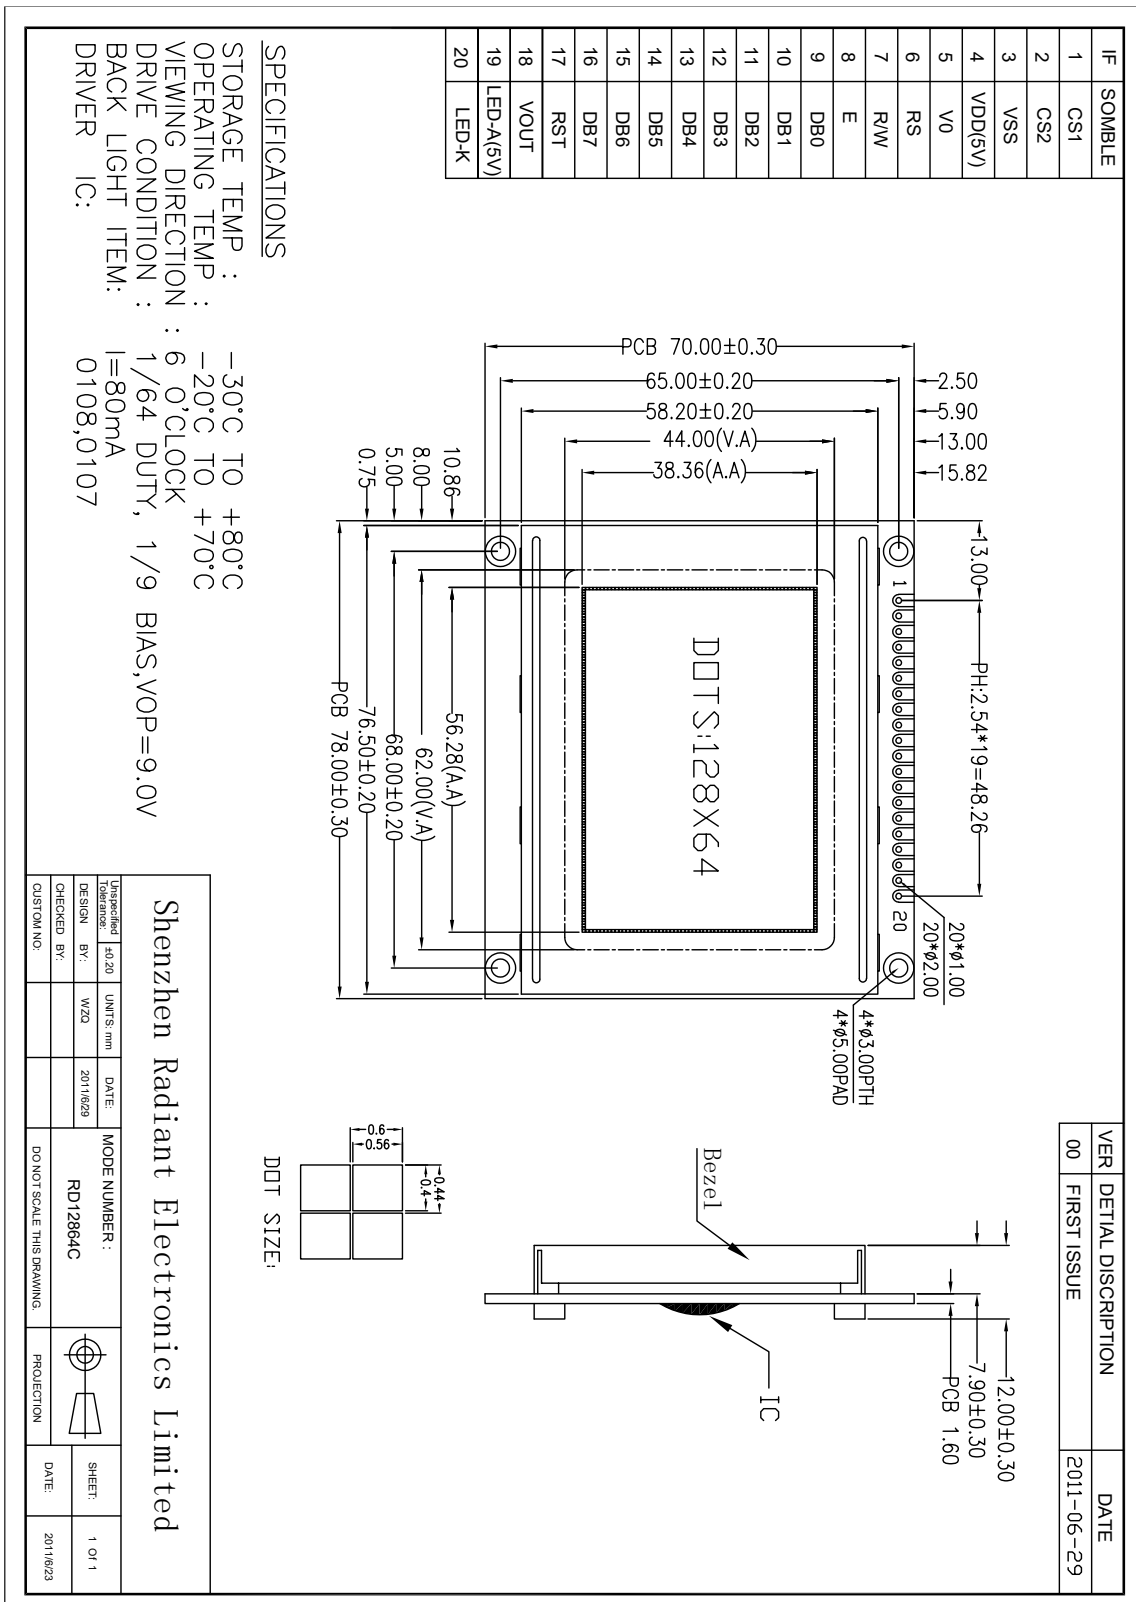 IF SOMBLE
1 CS1
2 CS2
3 VSS
4 VDD(5V)
5 V0
6 RS
7 R/W
8 E
9 DB0
10 DB1
11 DB2
12 DB3
13 DB4
14 DB5
15 DB6
16 DB7
17 RST
18 VOUT
19 LED-A(5V)
20 LED-K
VER DETIAL DISCRIPTION DATE
00 FIRST ISSUE 2011-06-29
PCB 70.00±0.30
65.00±0.20
58.20±0.20
44.00(V.A)
38.36(A.A)
2.50
5.90
13.00
15.82
13.00
PH:2.54*19=48.26
1
20
20*ø1.00
20*ø2.00
4*ø3.00PTH
4*ø5.00PAD
DOTS:128X64
10.86
8.00
5.00
0.75
56.28(A.A)
62.00(V.A)
68.00±0.20
76.50±0.20
PCB 78.00±0.30
12.00±0.30
7.90±0.30
PCB 1.60
Bezel
IC
0.44
0.4
0.6
0.56
DOT SIZE:
SPECIFICATIONS
STORAGE TEMP : -30°C TO +80°C
OPERATING TEMP : -20°C TO +70°C
VIEWING DIRECTION : 6 O'CLOCK
DRIVE CONDITION : 1/64 DUTY, 1/9 BIAS,VOP=9.0V
BACK LIGHT ITEM: I=80mA
DRIVER IC: 0108,0107
Shenzhen Radiant Electronics Limited
Unspecified Tolerance: ±0.20 UNITS: mm DATE:
DESIGN BY: WZQ 2011/6/29
CHECKED BY:
CUSTOM NO:
MODE NUMBER :
RD12864C
DO NOT SCALE THIS DRAWING.
PROJECTION
SHEET: 1 Of 1
DATE: 2011/6/23